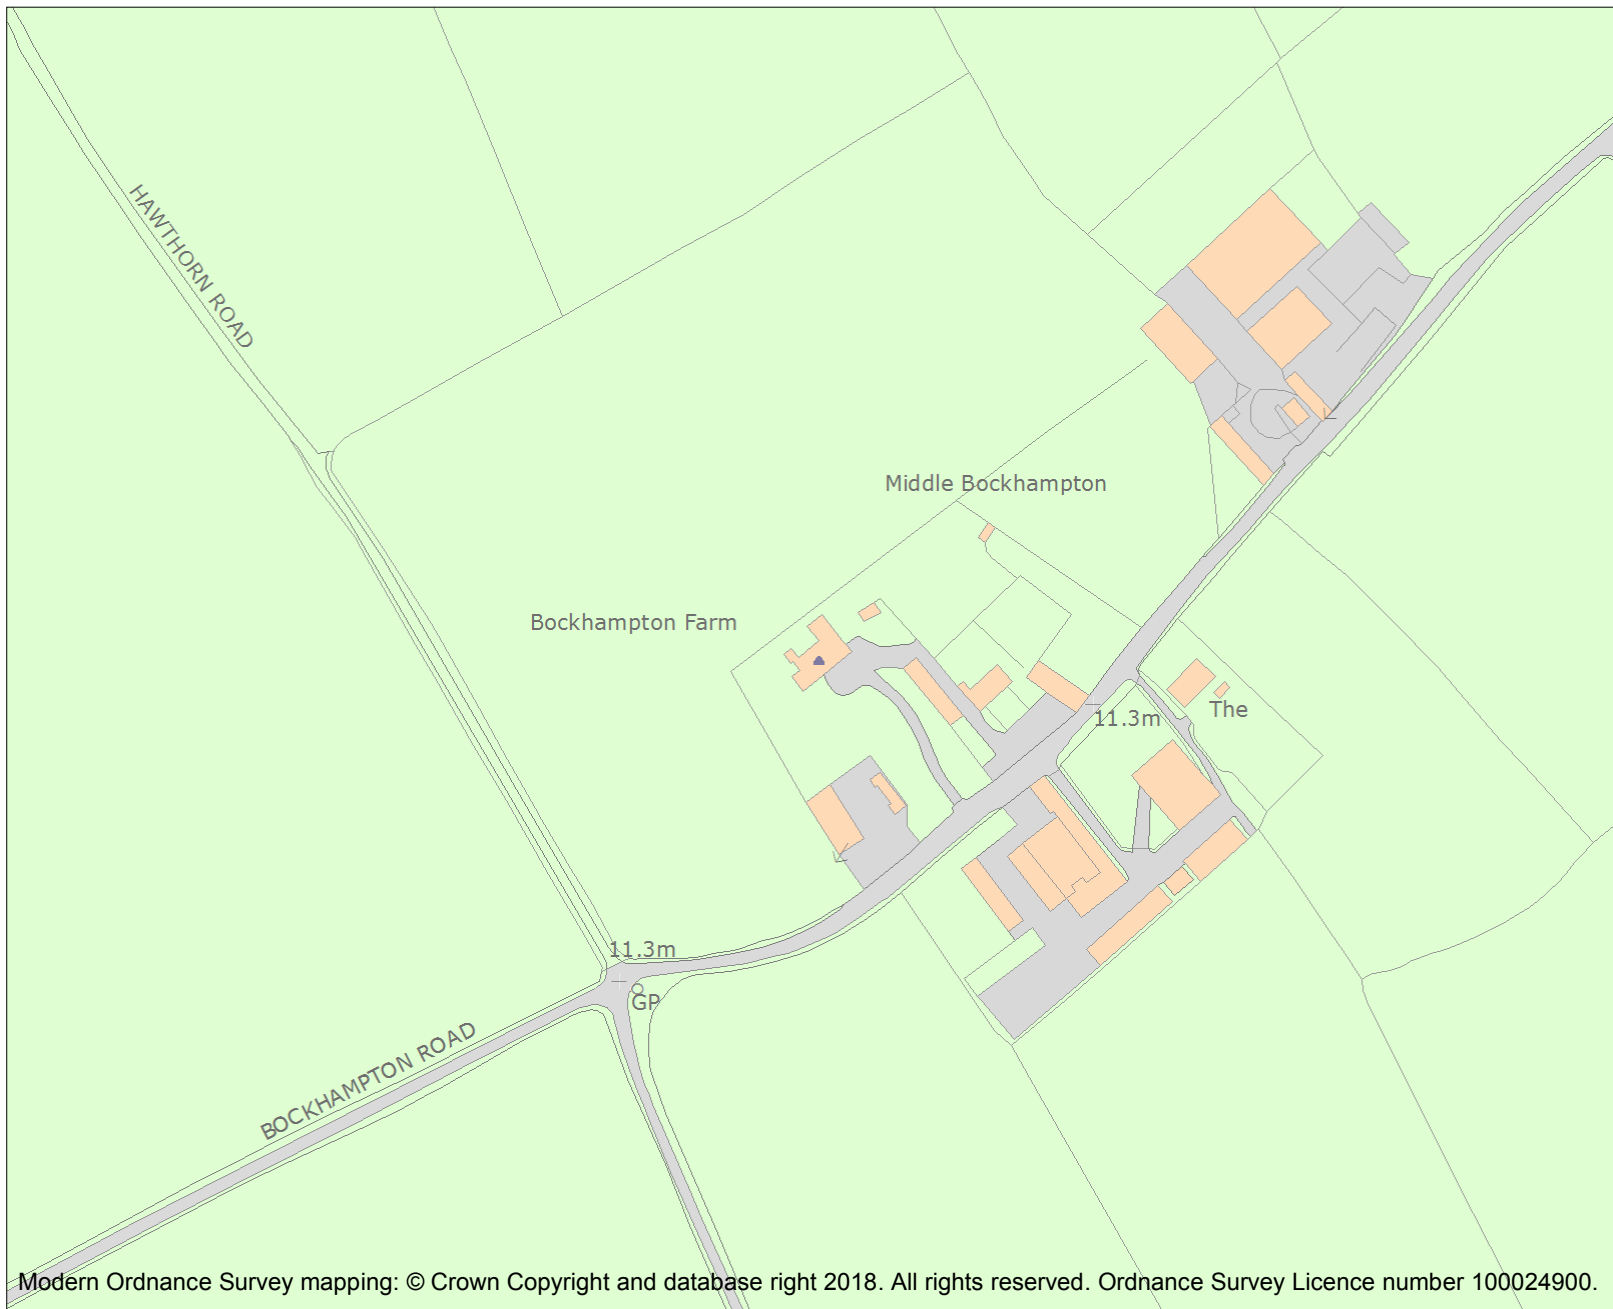 HAWTHORN ROAD
Middle Bockhampton
Bockhampton Farm
The
11.3m
11.3m
GP
BOCKHAMPTON ROAD
Modern Ordnance Survey mapping: © Crown Copyright and database right 2018. All rights reserved. Ordnance Survey Licence number 100024900.